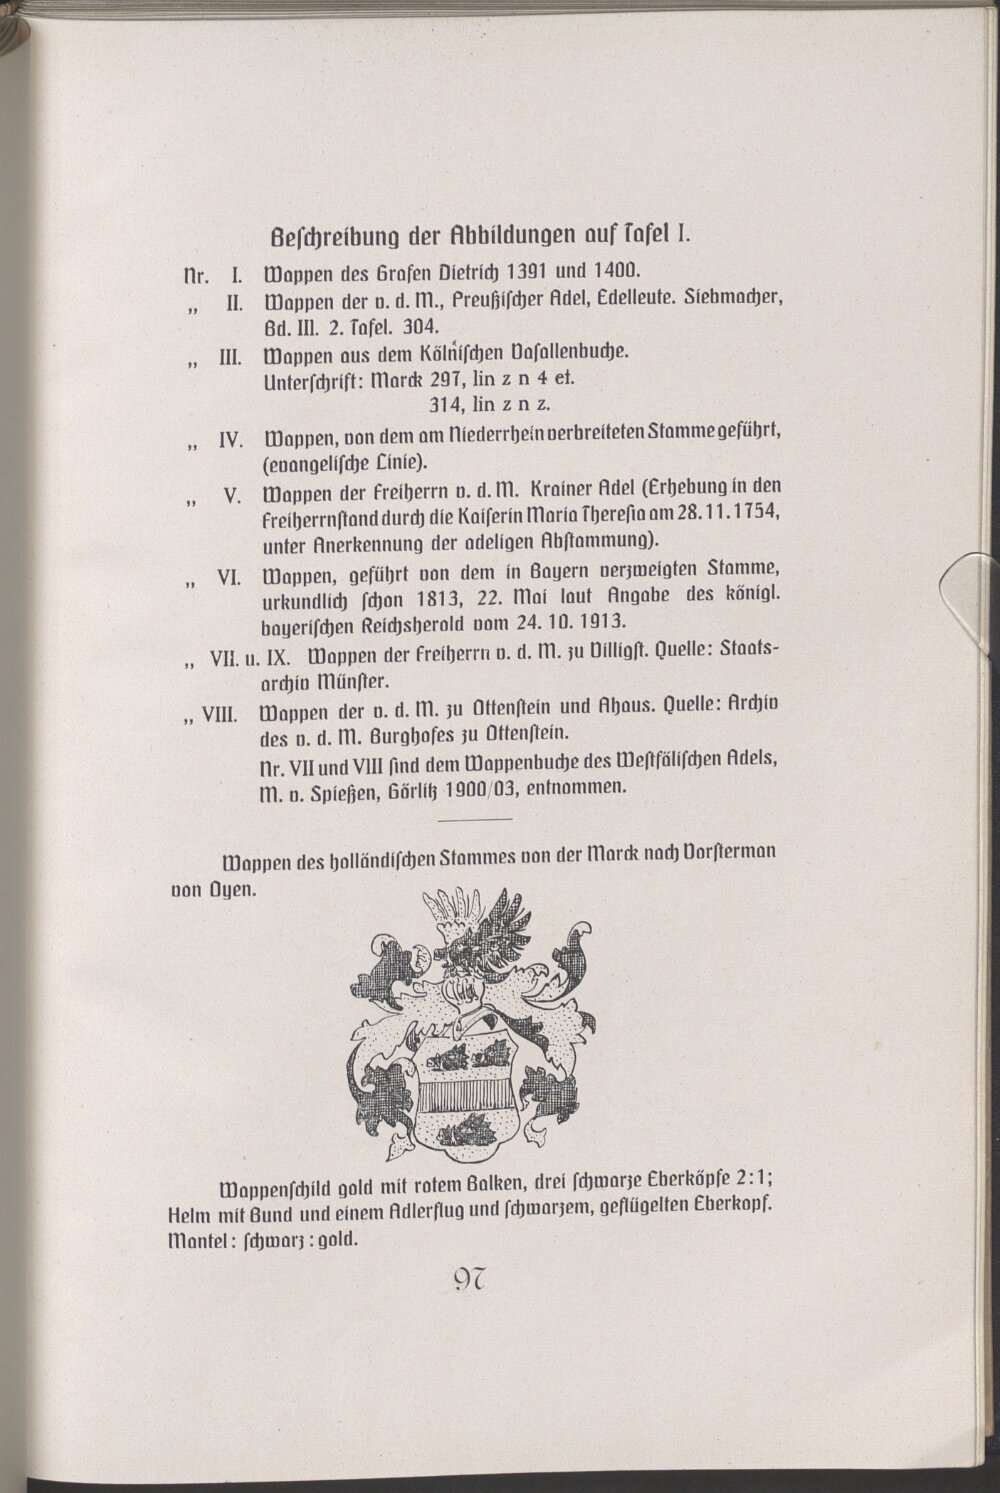 Beschreibung der Abbildungen auf Tafel I.
Nr. I. Wappen des Grafen Dietrich 1391 und 1400.
„ II. Wappen der v. d. M., Preußischer Adel, Edelleute. Siebmacher,
Bd. III. 2. Tafel. 304.
„ III. Wappen aus dem Kölnischen Vasallenbuche.
Unterschrift: Marck 297, lin z n 4 et.
314, lin z n z.
„ IV. Wappen, von dem am Niederrhein verbreiteten Stamme geführt,
(evangelische Linie).
„ V. Wappen der Freiherrn v. d. M. Krainer Adel (Erhebung in den
Freiherrnstand durch die Kaiserin Maria Theresia am 28. 11. 1754,
unter Anerkennung der adeligen Abstammung).
„ VI. Wappen, geführt von dem in Bayern verzweigten Stamme,
urkundlich schon 1813, 22. Mai laut Angabe des königl.
bayerischen Reichsherold vom 24. 10. 1913.
„ VII. u. IX. Wappen der Freiherrn v. d. M. zu Villigst. Quelle: Staats-
archiv Münster.
„ VIII. Wappen der v. d. M. zu Ottenstein und Ahaus. Quelle: Archiv
des v. d. M. Burghofes zu Ottenstein.
Nr. VII und VIII sind dem Wappenbuche des Westfälischen Adels,
M. v. Spießen, Görlitz 1900/03, entnommen.
Wappen des holländischen Stammes von der Marck nach Vorsterman
von Oyen.
Wappenschild gold mit rotem Balken, drei schwarze Eberköpfe 2:1;
Helm mit Bund und einem Adlerflug und schwarzem, geflügelten Eberkopf.
Mantel: schwarz: gold.
97